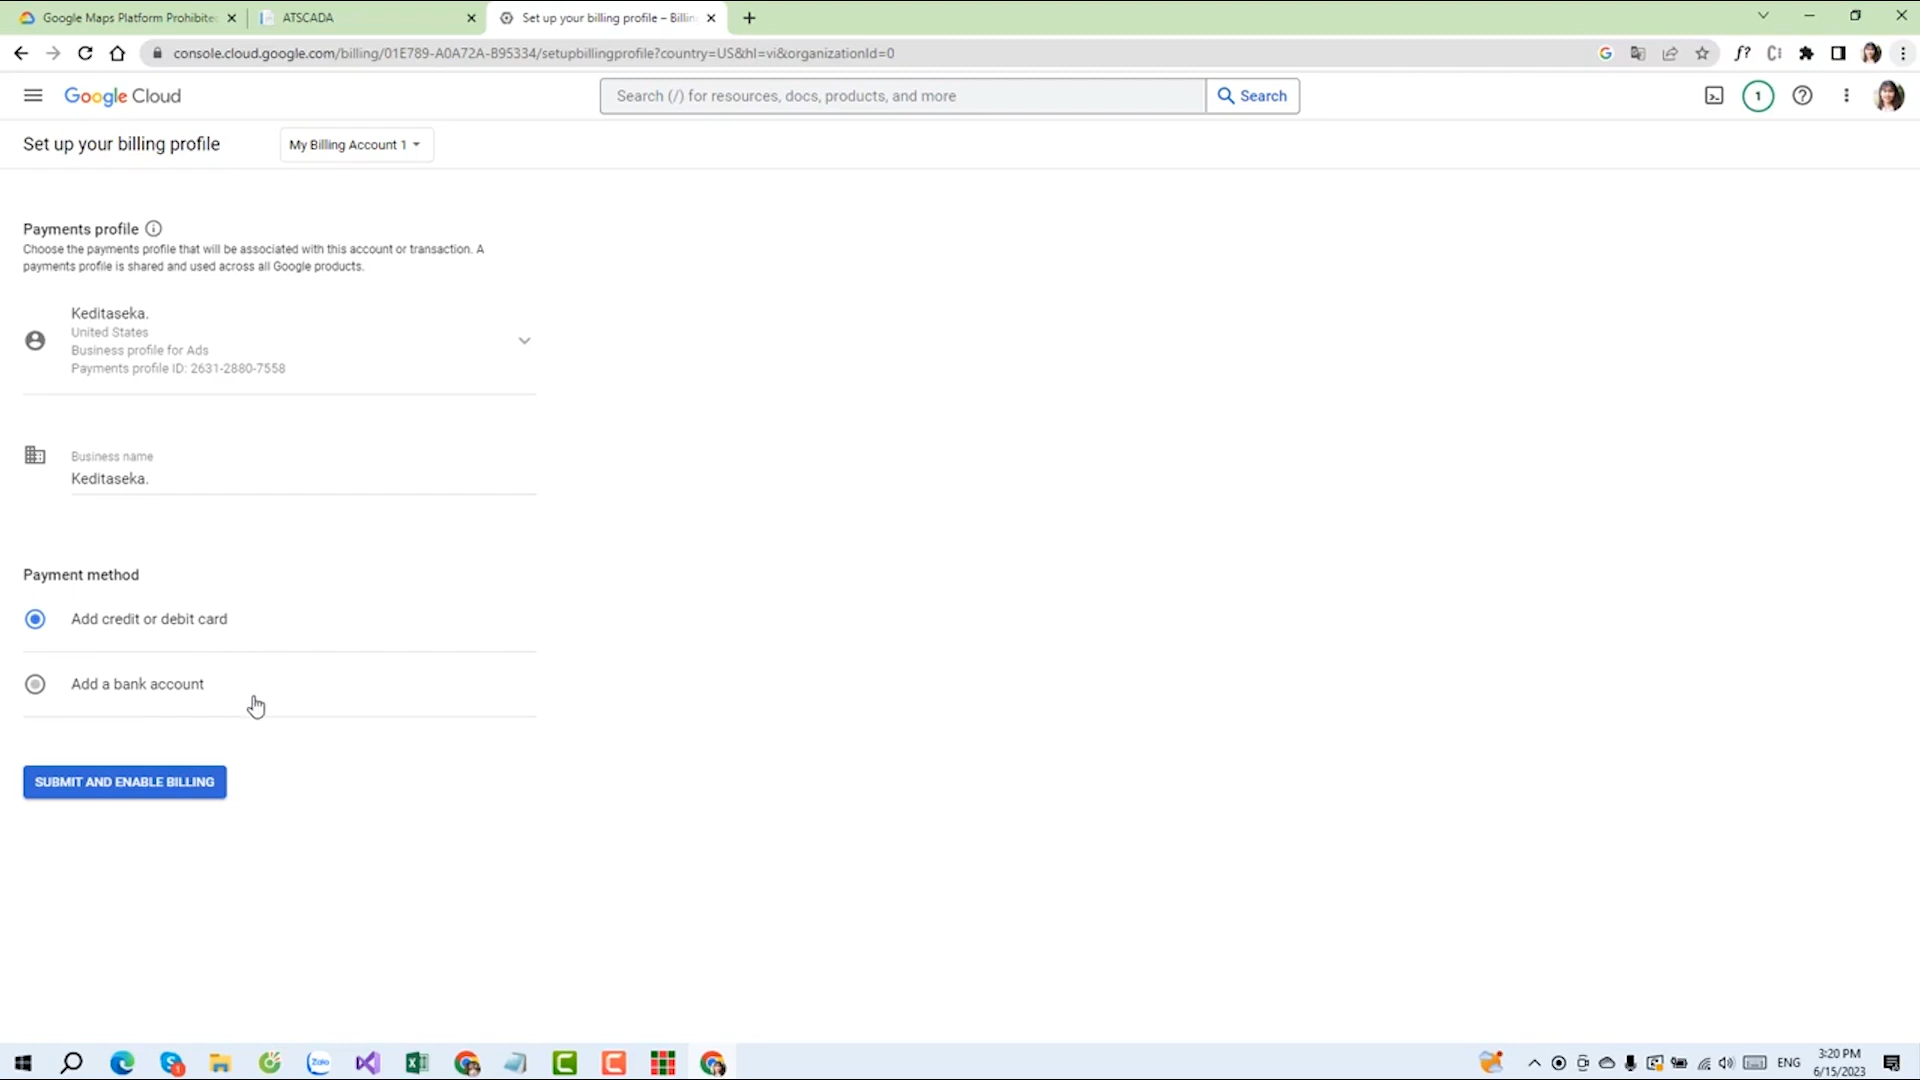 Google Maps Platform Prohibite
ATSCADA
Set up your billing profile – Billin
console.cloud.google.com/billing/01E789-A0A72A-B95334/setupbillingprofile?country=US&hl=vi&organizationId=0
Google Cloud
Search (/) for resources, docs, products, and more
Search
1
Set up your billing profile
My Billing Account 1
Payments profile
Choose the payments profile that will be associated with this account or transaction. A
payments profile is shared and used across all Google products.
Keditaseka.
United States
Business profile for Ads
Payments profile ID: 2631-2880-7558
Business name
Keditaseka.
Payment method
Add credit or debit card
Add a bank account
SUBMIT AND ENABLE BILLING
Zalo
ENG
3:20 PM
6/15/2023